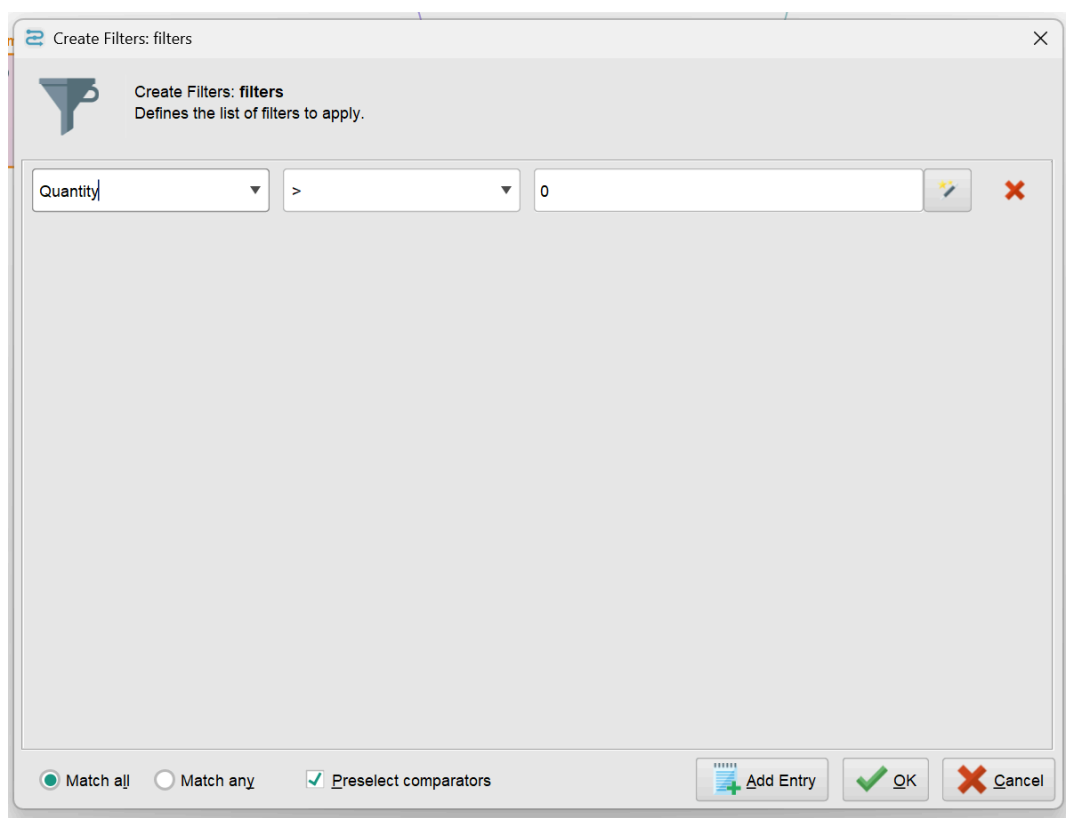 Create Filters: filters
Create Filters: filters
Defines the list of filters to apply.
Quantity > 0
Match all Match any Preselect comparators Add Entry OK Cancel